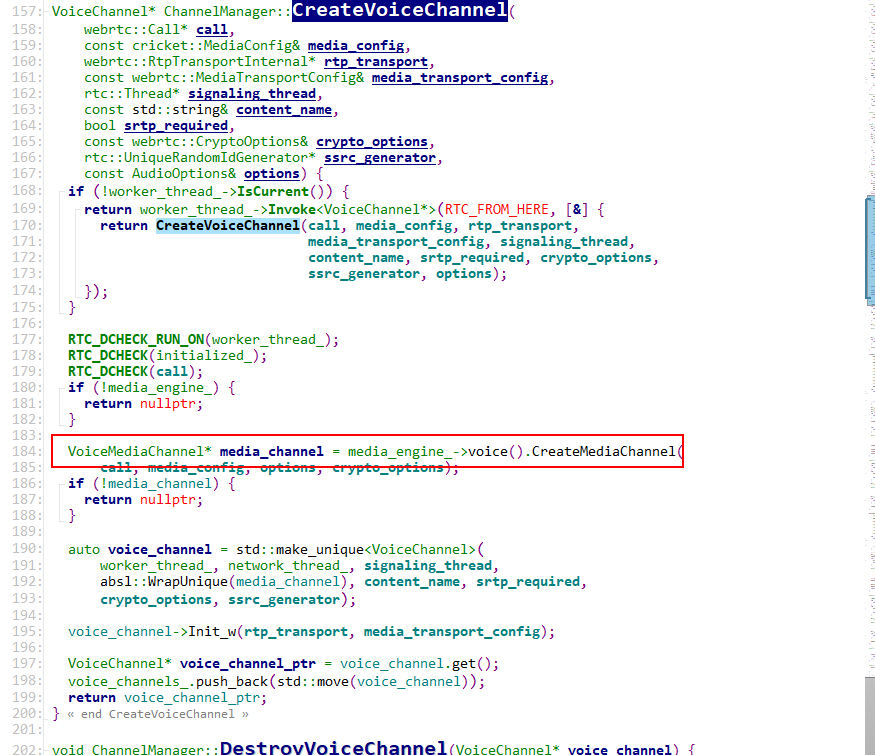 157: VoiceChannel* ChannelManager::CreateVoiceChannel(
158:     webrtc::Call* call,
159:     const cricket::MediaConfig& media_config,
160:     webrtc::RtpTransportInternal* rtp_transport,
161:     const webrtc::MediaTransportConfig& media_transport_config,
162:     rtc::Thread* signaling_thread,
163:     const std::string& content_name,
164:     bool srtp_required,
165:     const webrtc::CryptoOptions& crypto_options,
166:     rtc::UniqueRandomIdGenerator* ssrc_generator,
167:     const AudioOptions& options) {
168:   if (!worker_thread_->IsCurrent()) {
169:     return worker_thread_->Invoke<VoiceChannel*>(RTC_FROM_HERE, [&] {
170:       return CreateVoiceChannel(call, media_config, rtp_transport,
171:                                 media_transport_config, signaling_thread,
172:                                 content_name, srtp_required, crypto_options,
173:                                 ssrc_generator, options);
174:     });
175:   }
176:
177:   RTC_DCHECK_RUN_ON(worker_thread_);
178:   RTC_DCHECK(initialized_);
179:   RTC_DCHECK(call);
180:   if (!media_engine_) {
181:     return nullptr;
182:   }
183:
184:   VoiceMediaChannel* media_channel = media_engine_->voice().CreateMediaChannel(
185:       call, media_config, options, crypto_options);
186:   if (!media_channel) {
187:     return nullptr;
188:   }
189:
190:   auto voice_channel = std::make_unique<VoiceChannel>(
191:       worker_thread_, network_thread_, signaling_thread,
192:       absl::WrapUnique(media_channel), content_name, srtp_required,
193:       crypto_options, ssrc_generator);
194:
195:   voice_channel->Init_w(rtp_transport, media_transport_config);
196:
197:   VoiceChannel* voice_channel_ptr = voice_channel.get();
198:   voice_channels_.push_back(std::move(voice_channel));
199:   return voice_channel_ptr;
200: } « end CreateVoiceChannel »
201:
202: void ChannelManager::DestroyVoiceChannel(VoiceChannel* voice_channel) {